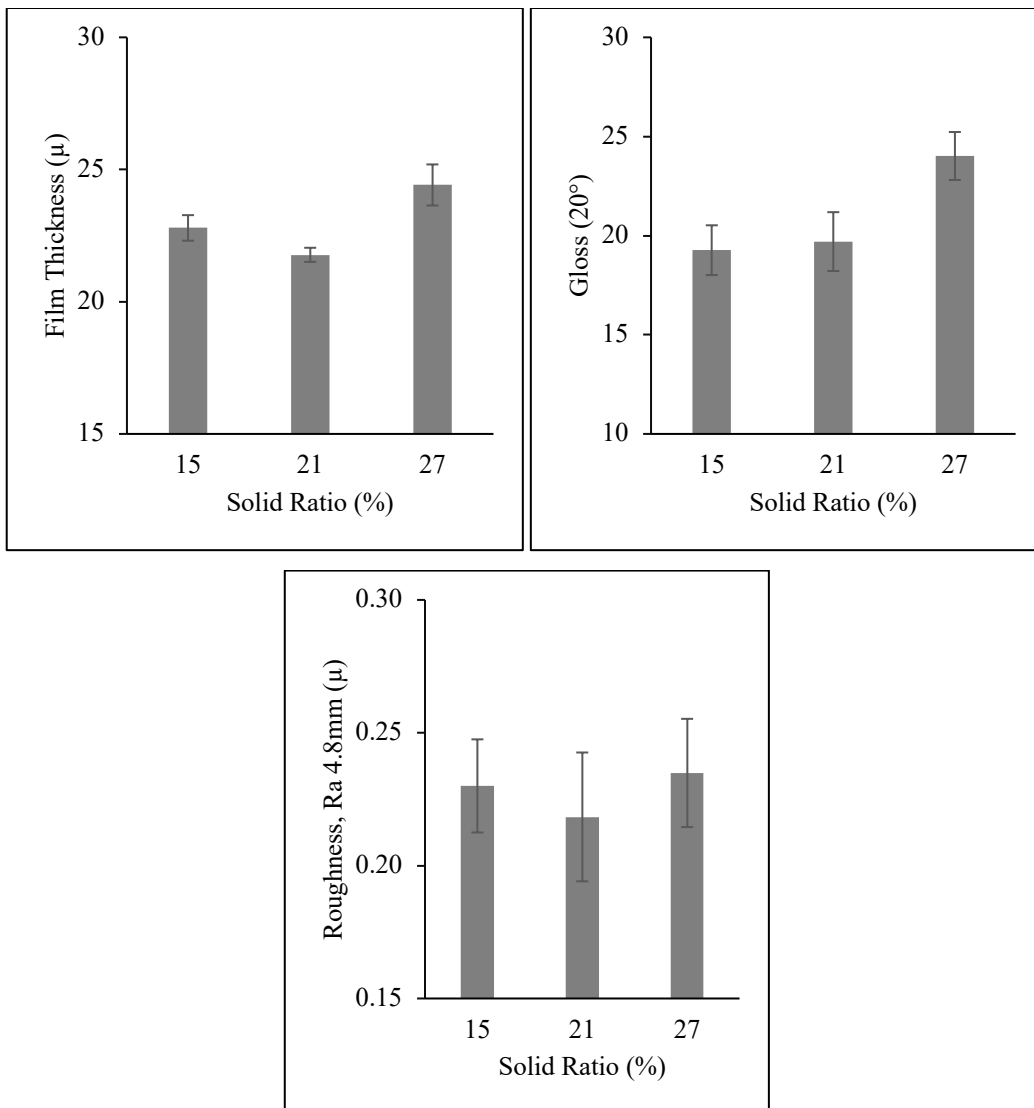 Film Thickness (µ)
30
25
20
15
15 21 27
Solid Ratio (%)
Gloss (20°)
30
25
20
15
10
15 21 27
Solid Ratio (%)
Roughness, Ra 4.8mm (µ)
0.30
0.25
0.20
0.15
15 21 27
Solid Ratio (%)